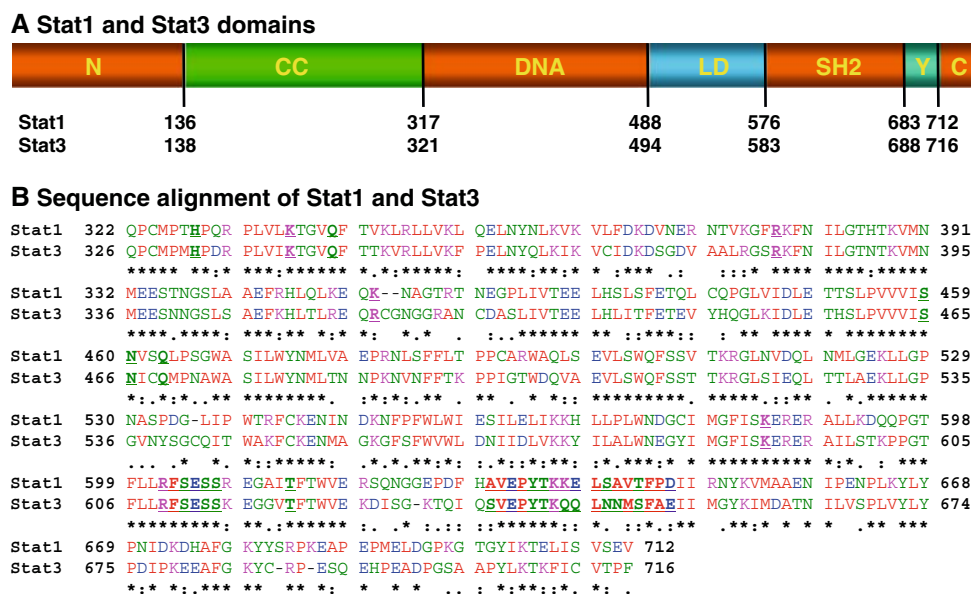 A Stat1 and Stat3 domains
N CC DNA LD SH2 Y C
Stat1 136 317 488 576 683 712
Stat3 138 321 494 583 688 716
B Sequence alignment of Stat1 and Stat3
Stat1 322 QPCMPTHPQR PLVLKTGVQF TVKLRLLVKL QELNYNLKVK VLFDKDVNER NTVKGFRKFN ILGTHTKVMN 391
Stat3 326 QPCMPMHPDR PLVIKTGVQF TTKVRLLVKF PELNYQLKIK VCIDKDSGDV AALRGSRKFN ILGTNTKVMN 395
***** **:* ***:****** *.*:*****: *****:**:* * :*** .: :::* **** ****:*****
Stat1 332 MEESTNGSLA AEFRHLQLKE QK--NAGTRT NEGPLIVTEE LHSLSFETQL CQPGLVIDLE TTSLPVVVIS 459
Stat3 336 MEESNNGSLS AEFKHLTLRE QRCGNGGRAN CDASLIVTEE LHLITFETEV YHQGLKIDLE THSLPVVVIS 465
****.****: ***:** *:* *: *.* . :..****** ** ::***:: : ** **** * ********
Stat1 460 NVSQLPSGWA SILWYNMLVA EPRNLSFFLT PPCARWAQLS EVLSWQFSSV TKRGLNVDQL NMLGEKLLGP 529
Stat3 466 NICQMPNAWA SILWYNMLTN NPKNVNFFTK PPIGTWDQVA EVLSWQFSST TKRGLSIEQL TTLAEKLLGP 535
*:.*:*..** ********. :*:*:.** . ** . * *:: *********. *****.::** . *.******
Stat1 530 NASPDG-LIP WTRFCKENIN DKNFPFWLWI ESILELIKKH LLPLWNDGCI MGFISKERER ALLKDQQPGT 598
Stat3 536 GVNYSGCQIT WAKFCKENMA GKGFSFWVWL DNIIDLVKKY ILALWNEGYI MGFISKERER AILSTKPPGT 605
... .* *. *::*****: .*.*.**:*: :.*::*:**: :*.***:* * ********** *:*. : ***
Stat1 599 FLLRFSESSR EGAITFTWVE RSQNGGEPDF HAVEPYTKKE LSAVTFPDII RNYKVMAAEN IPENPLKYLY 668
Stat3 606 FLLRFSESSK EGGVTFTWVE KDISG-KTQI QSVEPYTKQQ LNNMSFAEII MGYKIMDATN ILVSPLVYLY 674
*********: **.:****** :. .* :.:: ::******:: *. ::*.:** .**:* * * * .** ***
Stat1 669 PNIDKDHAFG KYYSRPKEAP EPMELDGPKG TGYIKTELIS VSEV 712
Stat3 675 PDIPKEEAFG KYC-RP-ESQ EHPEADPGSA APYLKTKFIC VTPF 716
*:* *:.*** ** ** *: * * * .. : *:**::*. *: .